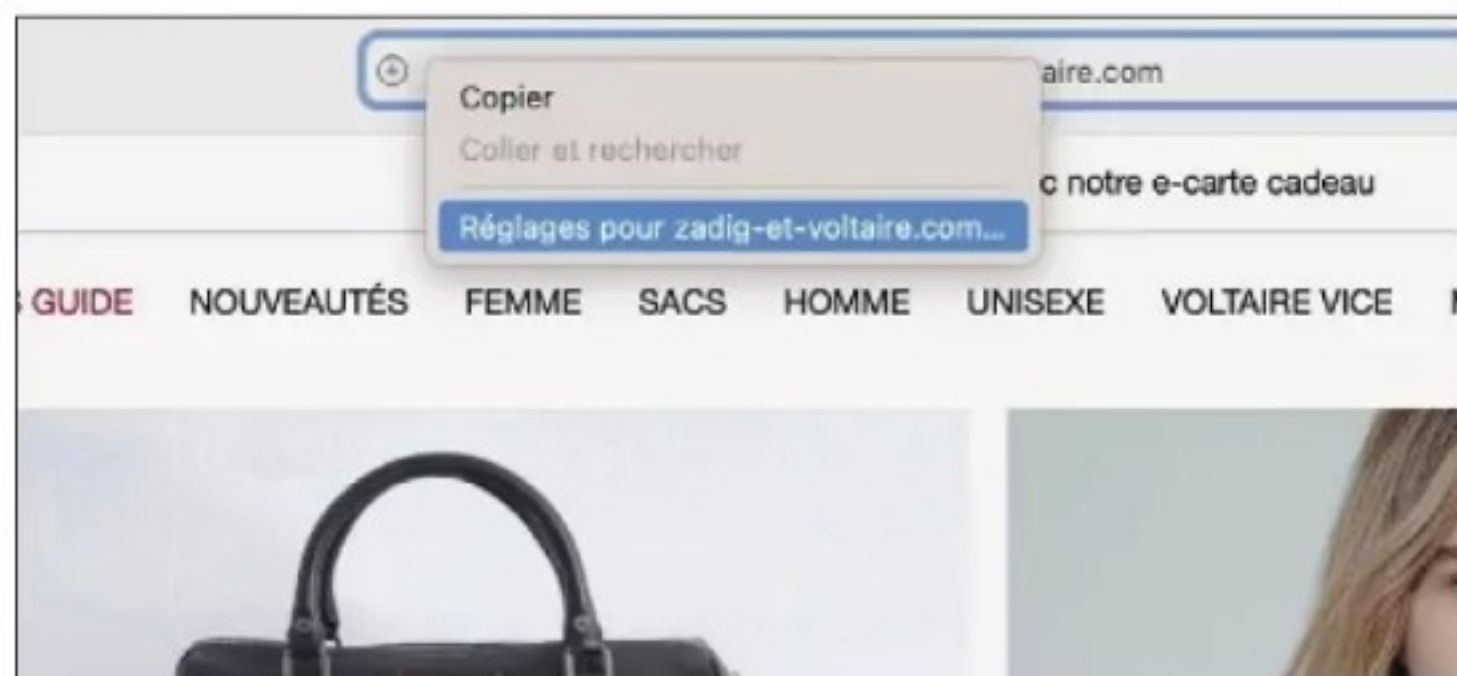 aire.com
Copier
Coller et rechercher
c notre e-carte cadeau
Réglages pour zadig-et-voltaire.com...
GUIDE NOUVEAUTÉS FEMME SACS HOMME UNISEXE VOLTAIRE VICE